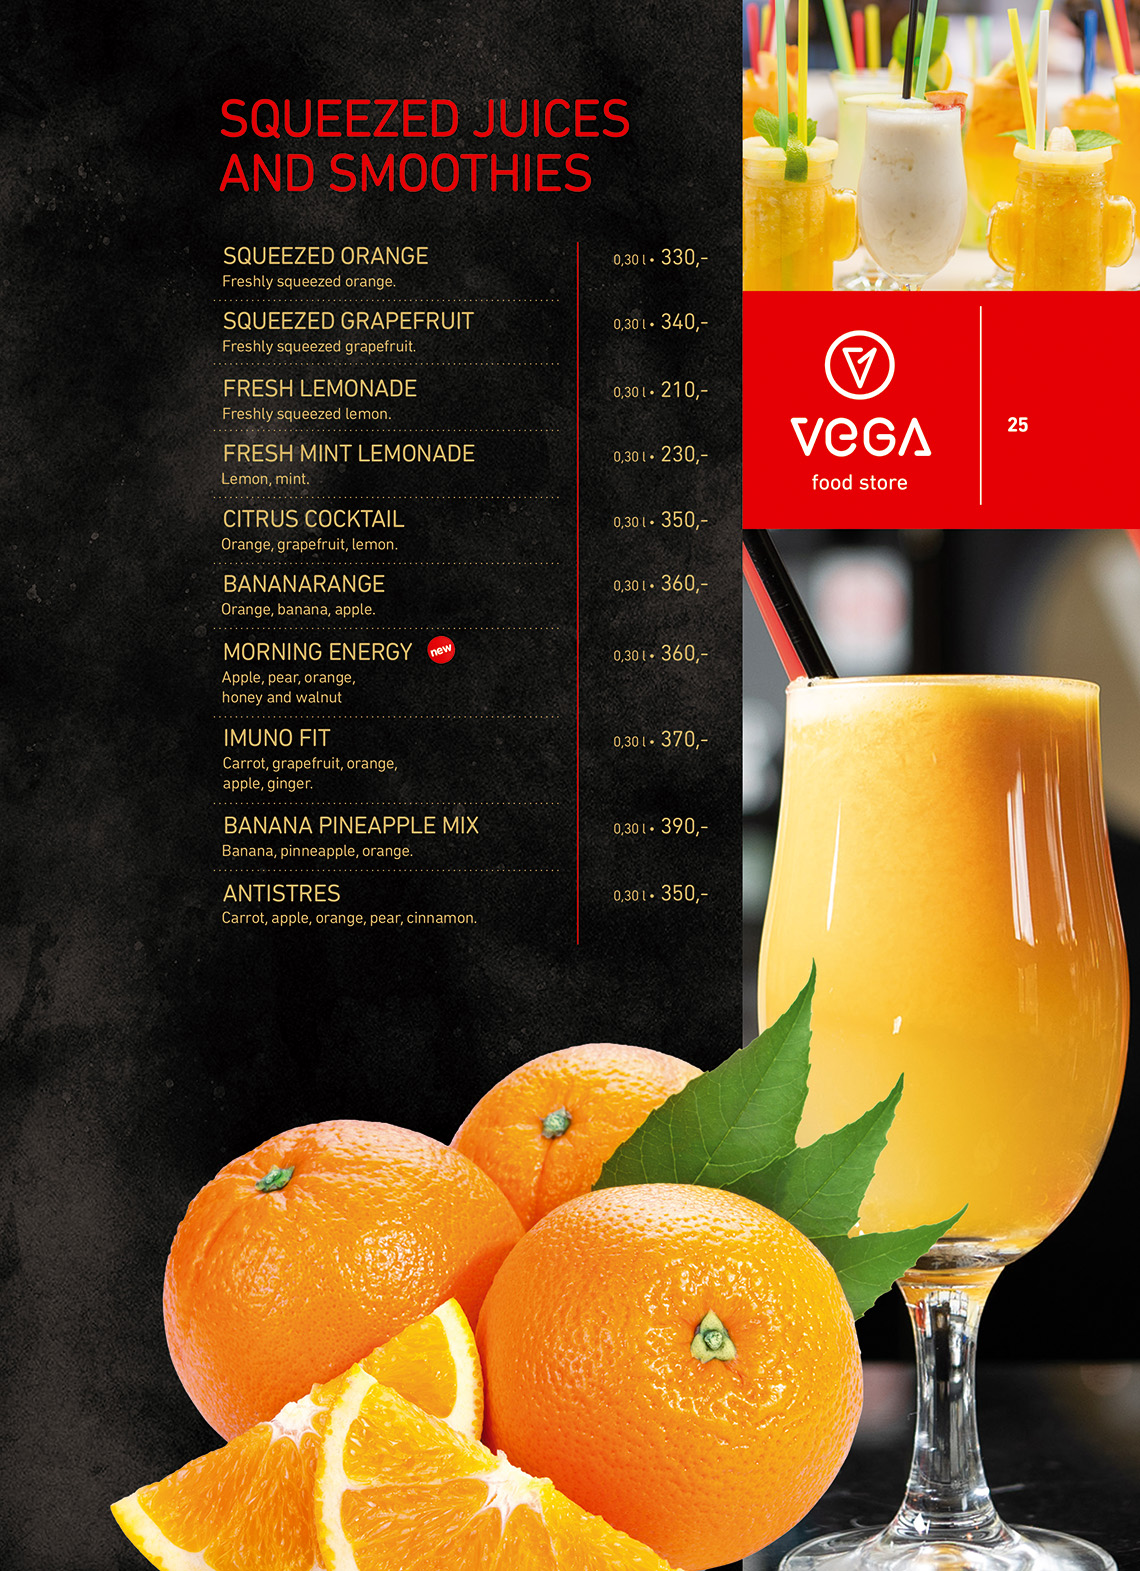 SQUEEZED JUICES
AND SMOOTHIES
SQUEEZED ORANGE 0,30 l • 330,-
Freshly squeezed orange.
SQUEEZED GRAPEFRUIT 0,30 l • 340,-
Freshly squeezed grapefruit.
FRESH LEMONADE 0,30 l • 210,-
Freshly squeezed lemon.
FRESH MINT LEMONADE 0,30 l • 230,-
Lemon, mint.
CITRUS COCKTAIL 0,30 l • 350,-
Orange, grapefruit, lemon.
BANANARANGE 0,30 l • 360,-
Orange, banana, apple.
MORNING ENERGY new 0,30 l • 360,-
Apple, pear, orange,
honey and walnut
IMUNO FIT 0,30 l • 370,-
Carrot, grapefruit, orange,
apple, ginger.
BANANA PINEAPPLE MIX 0,30 l • 390,-
Banana, pinneapple, orange.
ANTISTRES 0,30 l • 350,-
Carrot, apple, orange, pear, cinnamon.
VEGA
food store
25